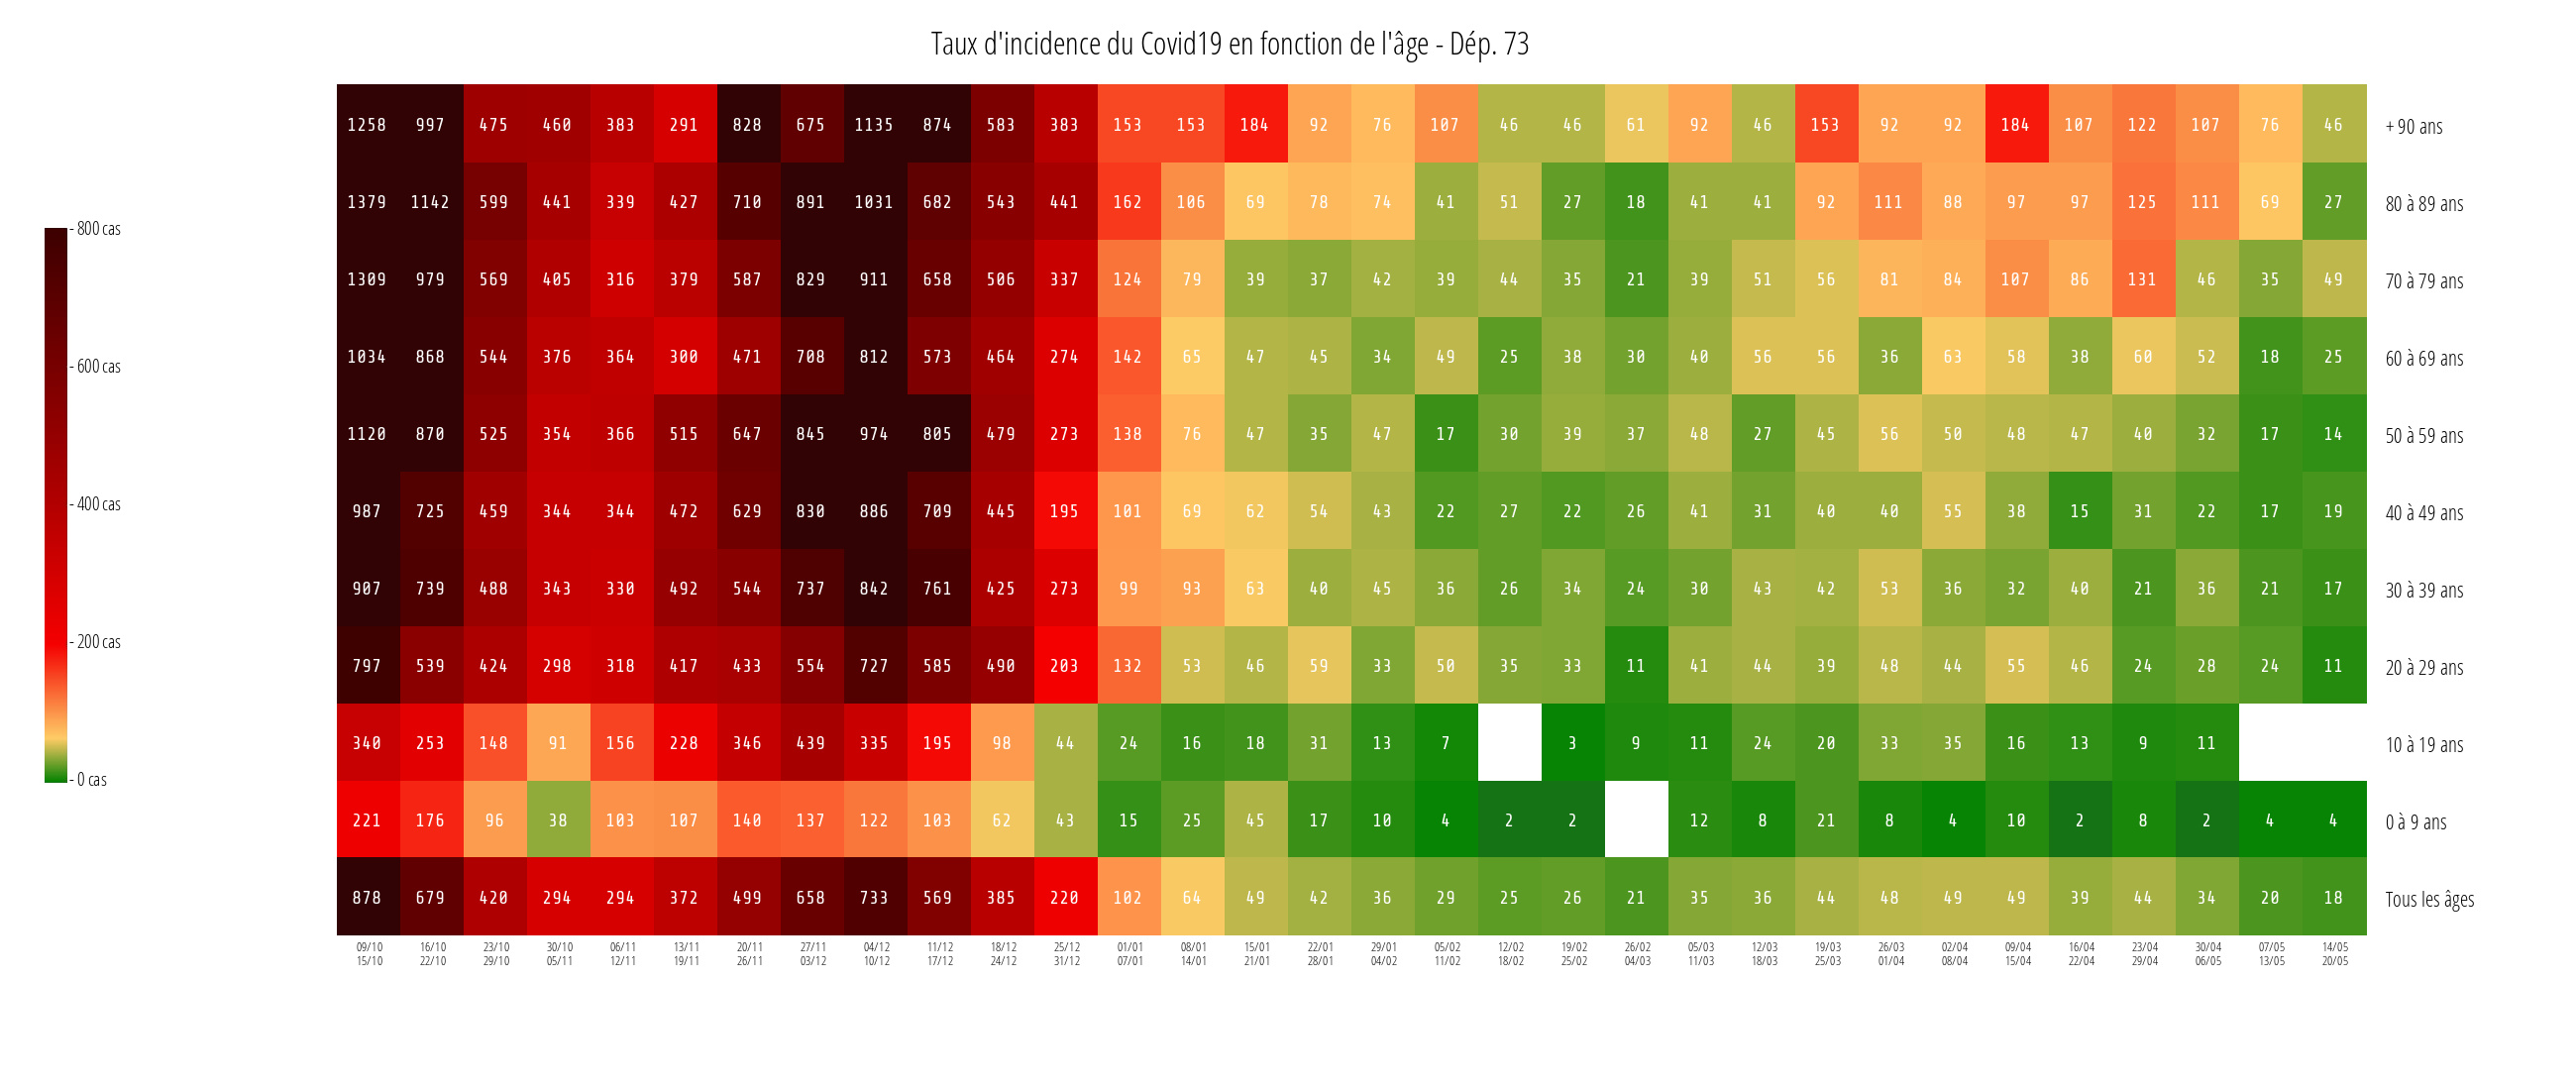 Taux d'incidence du Covid19 en fonction de l'âge - Dép. 73
1258 997 475 460 383 291 828 675 1135 874 583 383 153 153 184 92 76 107 46 46 61 92 46 153 92 92 184 107 122 107 76 46 + 90 ans
1379 1142 599 441 339 427 710 891 1031 682 543 441 162 106 69 78 74 41 51 27 18 41 41 92 111 88 97 97 125 111 69 27 80 à 89 ans
- 800 cas
1309 979 569 405 316 379 587 829 911 658 506 337 124 79 39 37 42 39 44 35 21 39 51 56 81 84 107 86 131 46 35 49 70 à 79 ans
1034 868 544 376 364 300 471 708 812 573 464 274 142 65 47 45 34 49 25 38 30 40 56 56 36 63 58 38 60 52 18 25 60 à 69 ans
- 600 cas
1120 870 525 354 366 515 647 845 974 805 479 273 138 76 47 35 47 17 30 39 37 48 27 45 56 50 48 47 40 32 17 14 50 à 59 ans
- 400 cas
987 725 459 344 344 472 629 830 886 709 445 195 101 69 62 54 43 22 27 22 26 41 31 40 40 55 38 15 31 22 17 19 40 à 49 ans
907 739 488 343 330 492 544 737 842 761 425 273 99 93 63 40 45 36 26 34 24 30 43 42 53 36 32 40 21 36 21 17 30 à 39 ans
- 200 cas
797 539 424 298 318 417 433 554 727 585 490 203 132 53 46 59 33 50 35 33 11 41 44 39 48 44 55 46 24 28 24 11 20 à 29 ans
340 253 148 91 156 228 346 439 335 195 98 44 24 16 18 31 13 7 3 9 11 24 20 33 35 16 13 9 11 10 à 19 ans
- 0 cas
221 176 96 38 103 107 140 137 122 103 62 43 15 25 45 17 10 4 2 2 12 8 21 8 4 10 2 8 2 4 4 0 à 9 ans
878 679 420 294 294 372 499 658 733 569 385 220 102 64 49 42 36 29 25 26 21 35 36 44 48 49 49 39 44 34 20 18 Tous les âges
09/10 16/10 23/10 30/10 06/11 13/11 20/11 27/11 04/12 11/12 18/12 25/12 01/01 08/01 15/01 22/01 29/01 05/02 12/02 19/02 26/02 05/03 12/03 19/03 26/03 02/04 09/04 16/04 23/04 30/04 07/05 14/05
15/10 22/10 29/10 05/11 12/11 19/11 26/11 03/12 10/12 17/12 24/12 31/12 07/01 14/01 21/01 28/01 04/02 11/02 18/02 25/02 04/03 11/03 18/03 25/03 01/04 08/04 15/04 22/04 29/04 06/05 13/05 20/05